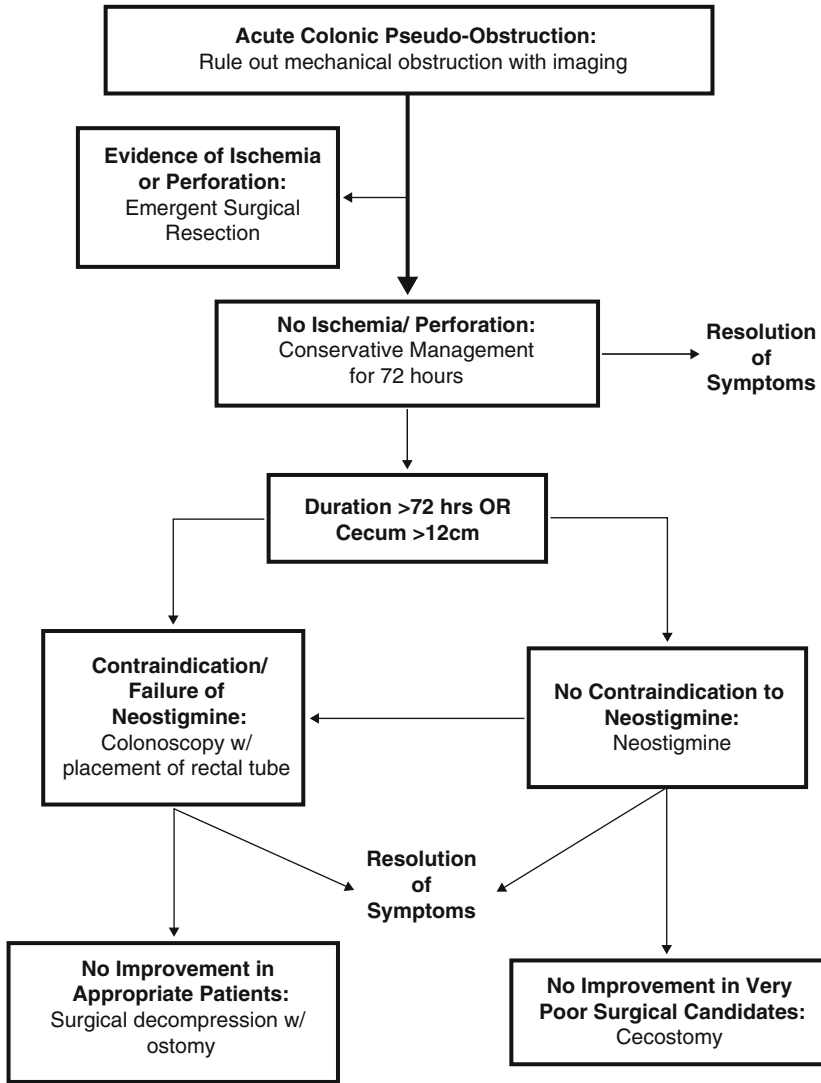 Acute Colonic Pseudo-Obstruction:
Rule out mechanical obstruction with imaging
Evidence of Ischemia
or Perforation:
Emergent Surgical
Resection
No Ischemia/ Perforation:
Conservative Management
for 72 hours
Resolution
of
Symptoms
Duration >72 hrs OR
Cecum >12cm
Contraindication/
Failure of
Neostigmine:
Colonoscopy w/
placement of rectal tube
No Contraindication to
Neostigmine:
Neostigmine
Resolution
of
Symptoms
No Improvement in
Appropriate Patients:
Surgical decompression w/
ostomy
No Improvement in Very
Poor Surgical Candidates:
Cecostomy